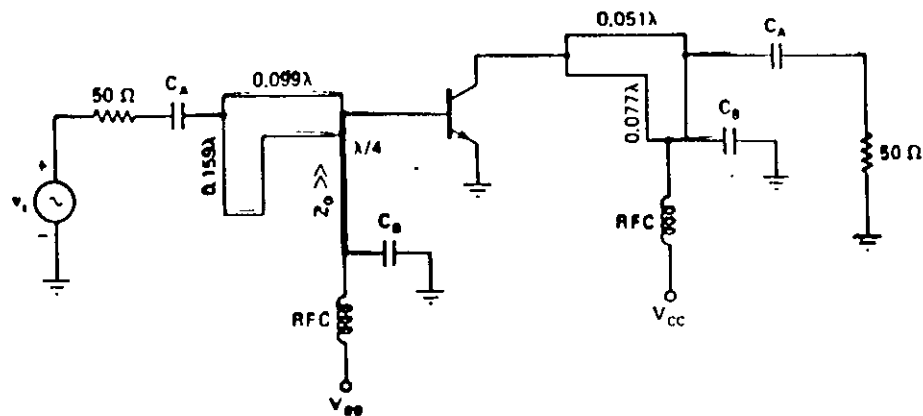 0.051λ
C_A
0.099λ
C_A
50 Ω
0.077λ
C_B
50 Ω
0.159λ
λ/4
Z_0 >>
v_s
+
−
C_B
RFC
RFC
V_CC
V_BB